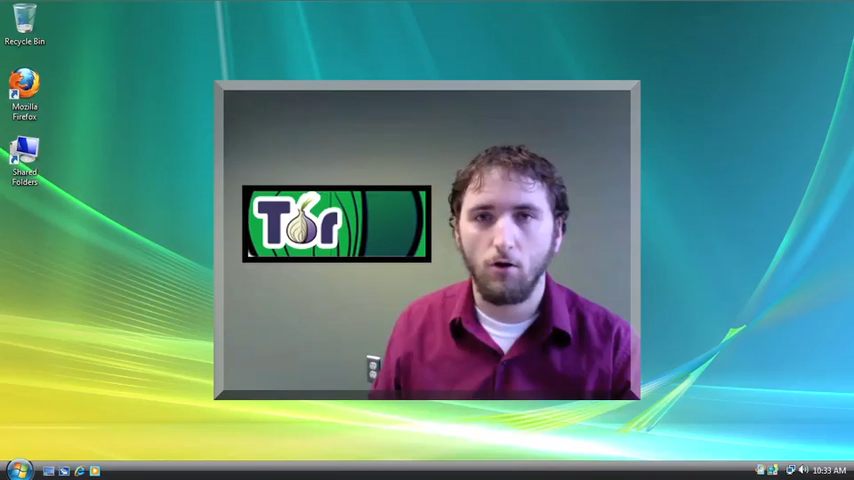 Recycle Bin
Mozilla
Firefox
Shared
Folders
Tor
10:33 AM